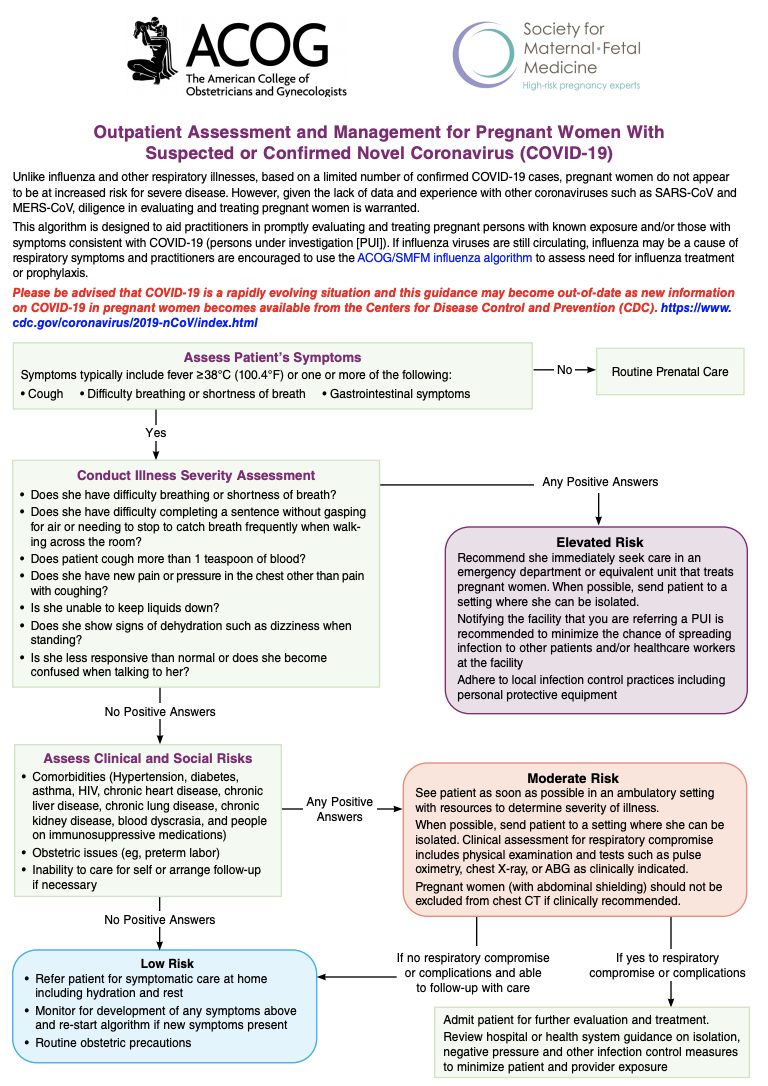 ACOG
The American College of
Obstetricians and Gynecologists
Society for
Maternal•Fetal
Medicine
High-risk pregnancy experts
Outpatient Assessment and Management for Pregnant Women With
Suspected or Confirmed Novel Coronavirus (COVID-19)
Unlike influenza and other respiratory illnesses, based on a limited number of confirmed COVID-19 cases, pregnant women do not appear
to be at increased risk for severe disease. However, given the lack of data and experience with other coronaviruses such as SARS-CoV and
MERS-CoV, diligence in evaluating and treating pregnant women is warranted.
This algorithm is designed to aid practitioners in promptly evaluating and treating pregnant persons with known exposure and/or those with
symptoms consistent with COVID-19 (persons under investigation [PUI]). If influenza viruses are still circulating, influenza may be a cause of
respiratory symptoms and practitioners are encouraged to use the ACOG/SMFM influenza algorithm to assess need for influenza treatment
or prophylaxis.
Please be advised that COVID-19 is a rapidly evolving situation and this guidance may become out-of-date as new information
on COVID-19 in pregnant women becomes available from the Centers for Disease Control and Prevention (CDC). https://www.
cdc.gov/coronavirus/2019-nCoV/index.html
Assess Patient's Symptoms
Symptoms typically include fever ≥38°C (100.4°F) or one or more of the following:
• Cough • Difficulty breathing or shortness of breath • Gastrointestinal symptoms
No
Routine Prenatal Care
Yes
Conduct Illness Severity Assessment
• Does she have difficulty breathing or shortness of breath?
• Does she have difficulty completing a sentence without gasping
for air or needing to stop to catch breath frequently when walk-
ing across the room?
• Does patient cough more than 1 teaspoon of blood?
• Does she have new pain or pressure in the chest other than pain
with coughing?
• Is she unable to keep liquids down?
• Does she show signs of dehydration such as dizziness when
standing?
• Is she less responsive than normal or does she become
confused when talking to her?
Any Positive Answers
Elevated Risk
Recommend she immediately seek care in an
emergency department or equivalent unit that treats
pregnant women. When possible, send patient to a
setting where she can be isolated.
Notifying the facility that you are referring a PUI is
recommended to minimize the chance of spreading
infection to other patients and/or healthcare workers
at the facility
Adhere to local infection control practices including
personal protective equipment
No Positive Answers
Assess Clinical and Social Risks
• Comorbidities (Hypertension, diabetes,
asthma, HIV, chronic heart disease, chronic
liver disease, chronic lung disease, chronic
kidney disease, blood dyscrasia, and people
on immunosuppressive medications)
• Obstetric issues (eg, preterm labor)
• Inability to care for self or arrange follow-up
if necessary
Any Positive
Answers
Moderate Risk
See patient as soon as possible in an ambulatory setting
with resources to determine severity of illness.
When possible, send patient to a setting where she can be
isolated. Clinical assessment for respiratory compromise
includes physical examination and tests such as pulse
oximetry, chest X-ray, or ABG as clinically indicated.
Pregnant women (with abdominal shielding) should not be
excluded from chest CT if clinically recommended.
No Positive Answers
Low Risk
• Refer patient for symptomatic care at home
including hydration and rest
• Monitor for development of any symptoms above
and re-start algorithm if new symptoms present
• Routine obstetric precautions
If no respiratory compromise
or complications and able
to follow-up with care
If yes to respiratory
compromise or complications
Admit patient for further evaluation and treatment.
Review hospital or health system guidance on isolation,
negative pressure and other infection control measures
to minimize patient and provider exposure